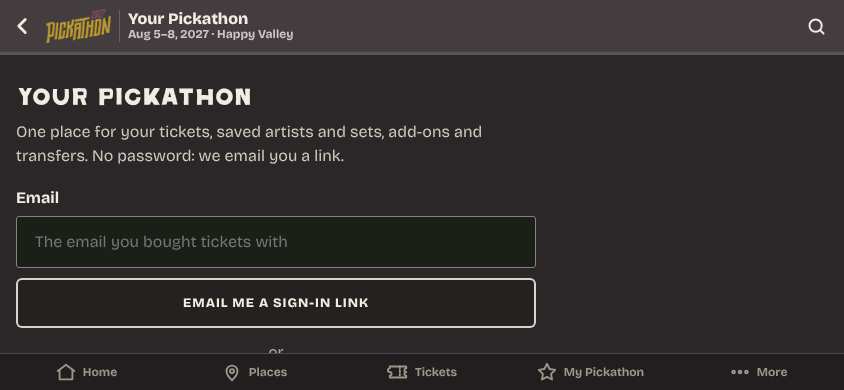 PICKATHON
Your Pickathon
Aug 5–8, 2027 · Happy Valley
YOUR PICKATHON
One place for your tickets, saved artists and sets, add-ons and
transfers. No password: we email you a link.
Email
The email you bought tickets with
EMAIL ME A SIGN-IN LINK
or
Home
Places
Tickets
My Pickathon
More